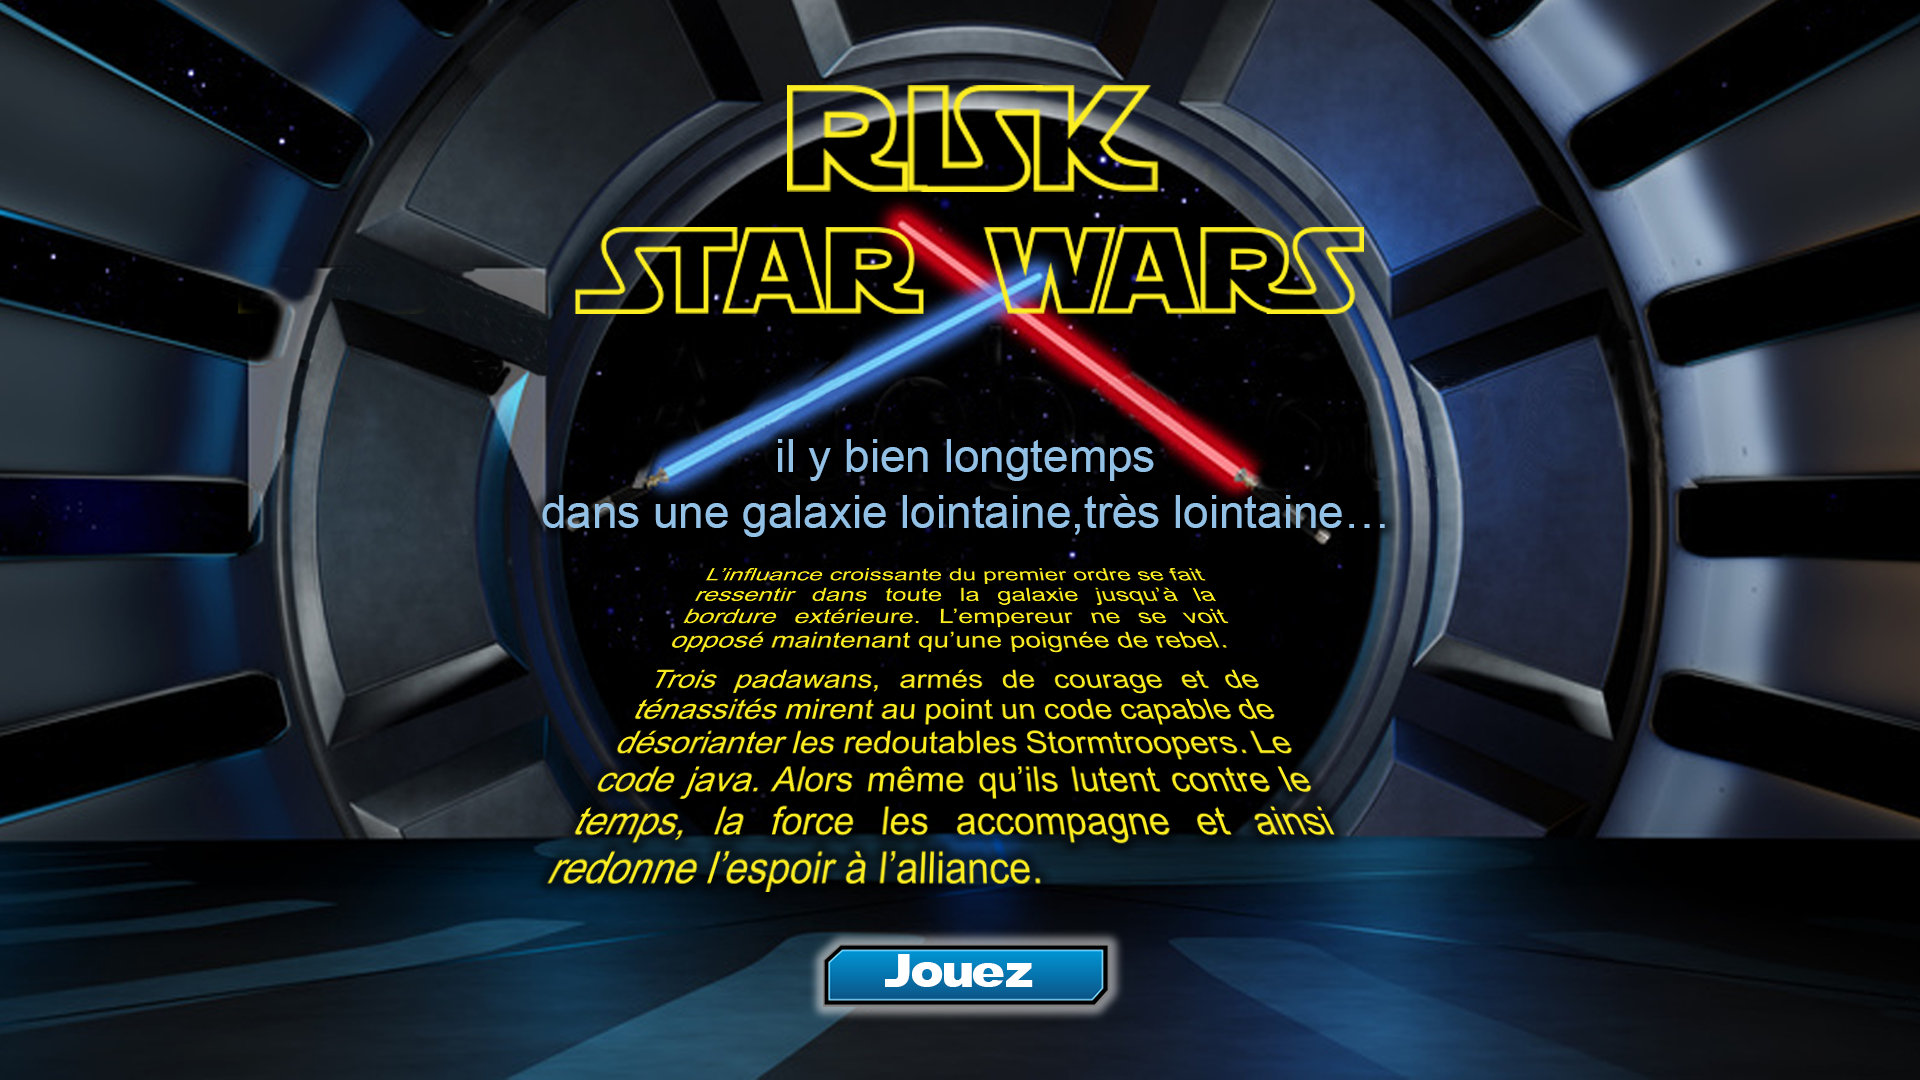 RISK
STAR WARS
il y bien longtemps
dans une galaxie lointaine,très lointaine…
L’influance croissante du premier ordre se fait
ressentir dans toute la galaxie jusqu’à la
bordure extérieure. L’empereur ne se voit
opposé maintenant qu’une poignée de rebel.
Trois padawans, armés de courage et de
ténassités mirent au point un code capable de
désorianter les redoutables Stormtroopers. Le
code java. Alors même qu’ils lutent contre le
temps, la force les accompagne et ainsi
redonne l’espoir à l’alliance.
Jouez